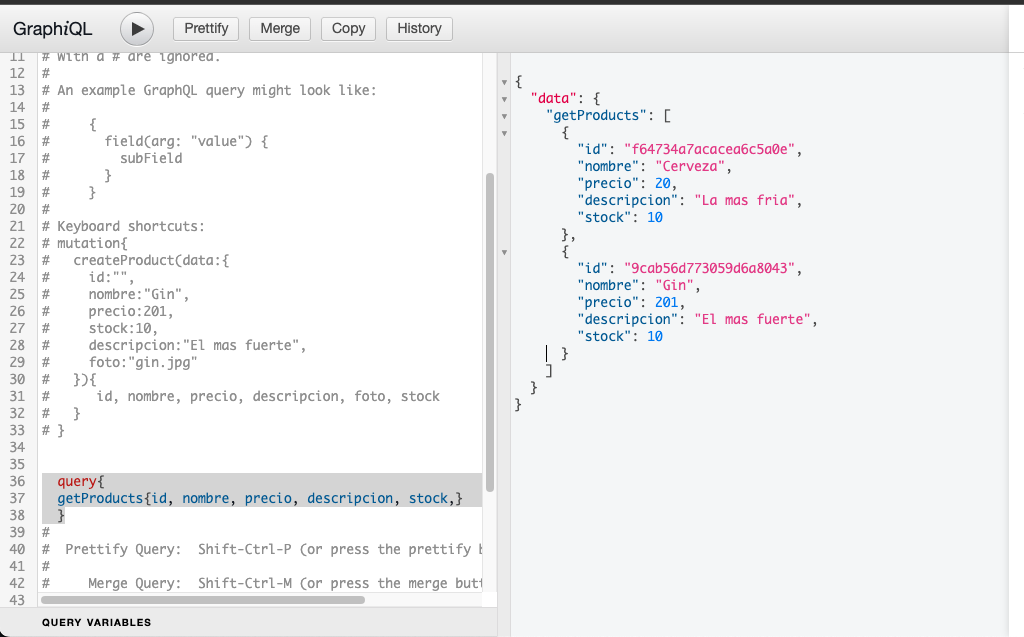 GraphiQL
Prettify Merge Copy History
11 # With a # are ignored.
12 #
13 # An example GraphQL query might look like:
14 #
15 #     {
16 #       field(arg: "value") {
17 #         subField
18 #       }
19 #     }
20 #
21 # Keyboard shortcuts:
22 # mutation{
23 #   createProduct(data:{
24 #     id:"",
25 #     nombre:"Gin",
26 #     precio:201,
27 #     stock:10,
28 #     descripcion:"El mas fuerte",
29 #     foto:"gin.jpg"
30 #   }){
31 #      id, nombre, precio, descripcion, foto, stock
32 #   }
33 # }
34
35
36   query{
37   getProducts{id, nombre, precio, descripcion, stock,}
38   }
39 #
40 #  Prettify Query:  Shift-Ctrl-P (or press the prettify
41 #
42 #     Merge Query:  Shift-Ctrl-M (or press the merge butt
43
QUERY VARIABLES
{
  "data": {
    "getProducts": [
      {
        "id": "f64734a7acacea6c5a0e",
        "nombre": "Cerveza",
        "precio": 20,
        "descripcion": "La mas fria",
        "stock": 10
      },
      {
        "id": "9cab56d773059d6a8043",
        "nombre": "Gin",
        "precio": 201,
        "descripcion": "El mas fuerte",
        "stock": 10
      }
    ]
  }
}